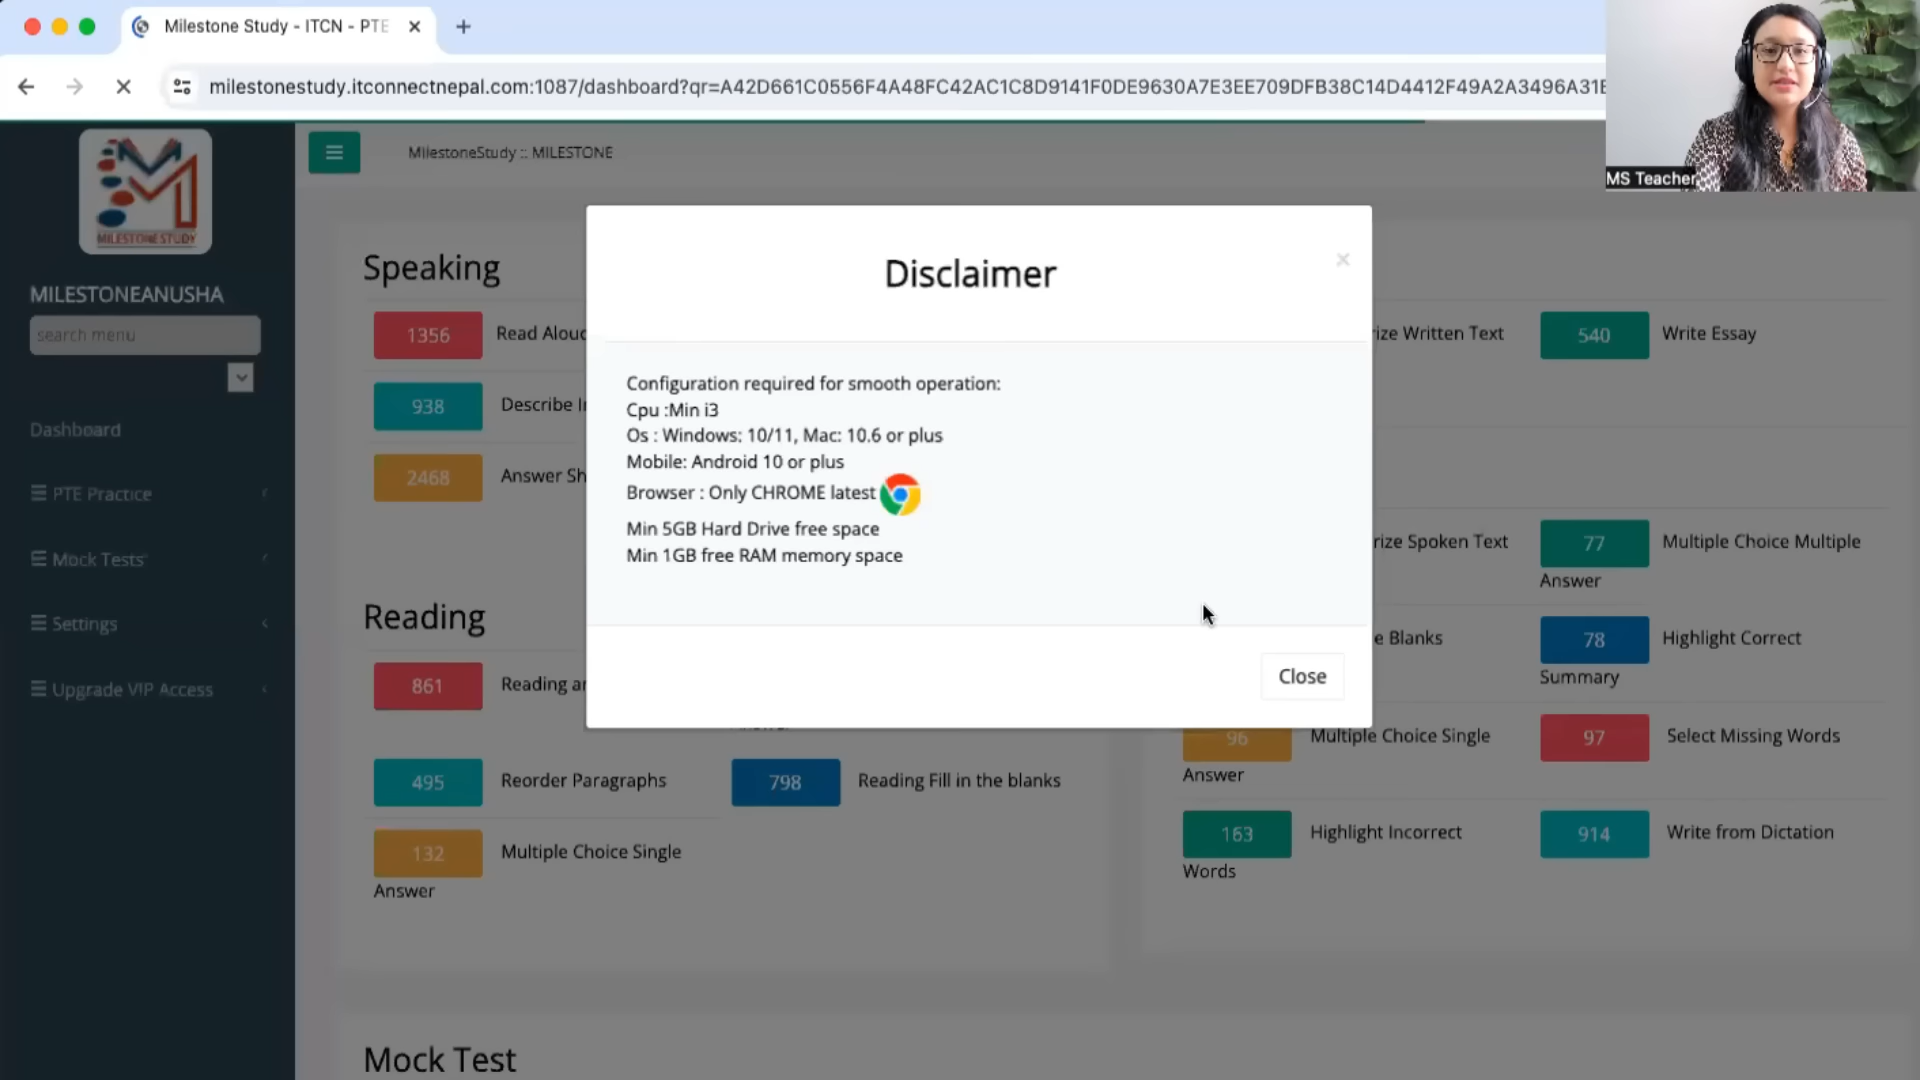 Milestone Study - ITCN - PTE
milestonestudy.itconnectnepal.com:1087/dashboard?qr=A42D661C0556F4A48FC42AC1C8D9141F0DE9630A7E3EE709DFB38C14D4412F49A2A3496A31E
MS Teacher
MILESTONE STUDY
MilestoneStudy :: MILESTONE
MILESTONEANUSHA
search menu
Dashboard
PTE Practice
Mock Tests
Settings
Upgrade VIP Access
Speaking
1356 Read Aloud
938 Describe I
2468 Answer Sh
Reading
861 Reading a
495 Reorder Paragraphs
798 Reading Fill in the blanks
132 Multiple Choice Single
Answer
Disclaimer
Configuration required for smooth operation:
Cpu :Min i3
Os : Windows: 10/11, Mac: 10.6 or plus
Mobile: Android 10 or plus
Browser : Only CHROME latest
Min 5GB Hard Drive free space
Min 1GB free RAM memory space
Close
rize Written Text
540 Write Essay
rize Spoken Text
77 Multiple Choice Multiple
Answer
e Blanks
78 Highlight Correct
Summary
96 Multiple Choice Single
Answer
97 Select Missing Words
163 Highlight Incorrect
Words
914 Write from Dictation
Mock Test